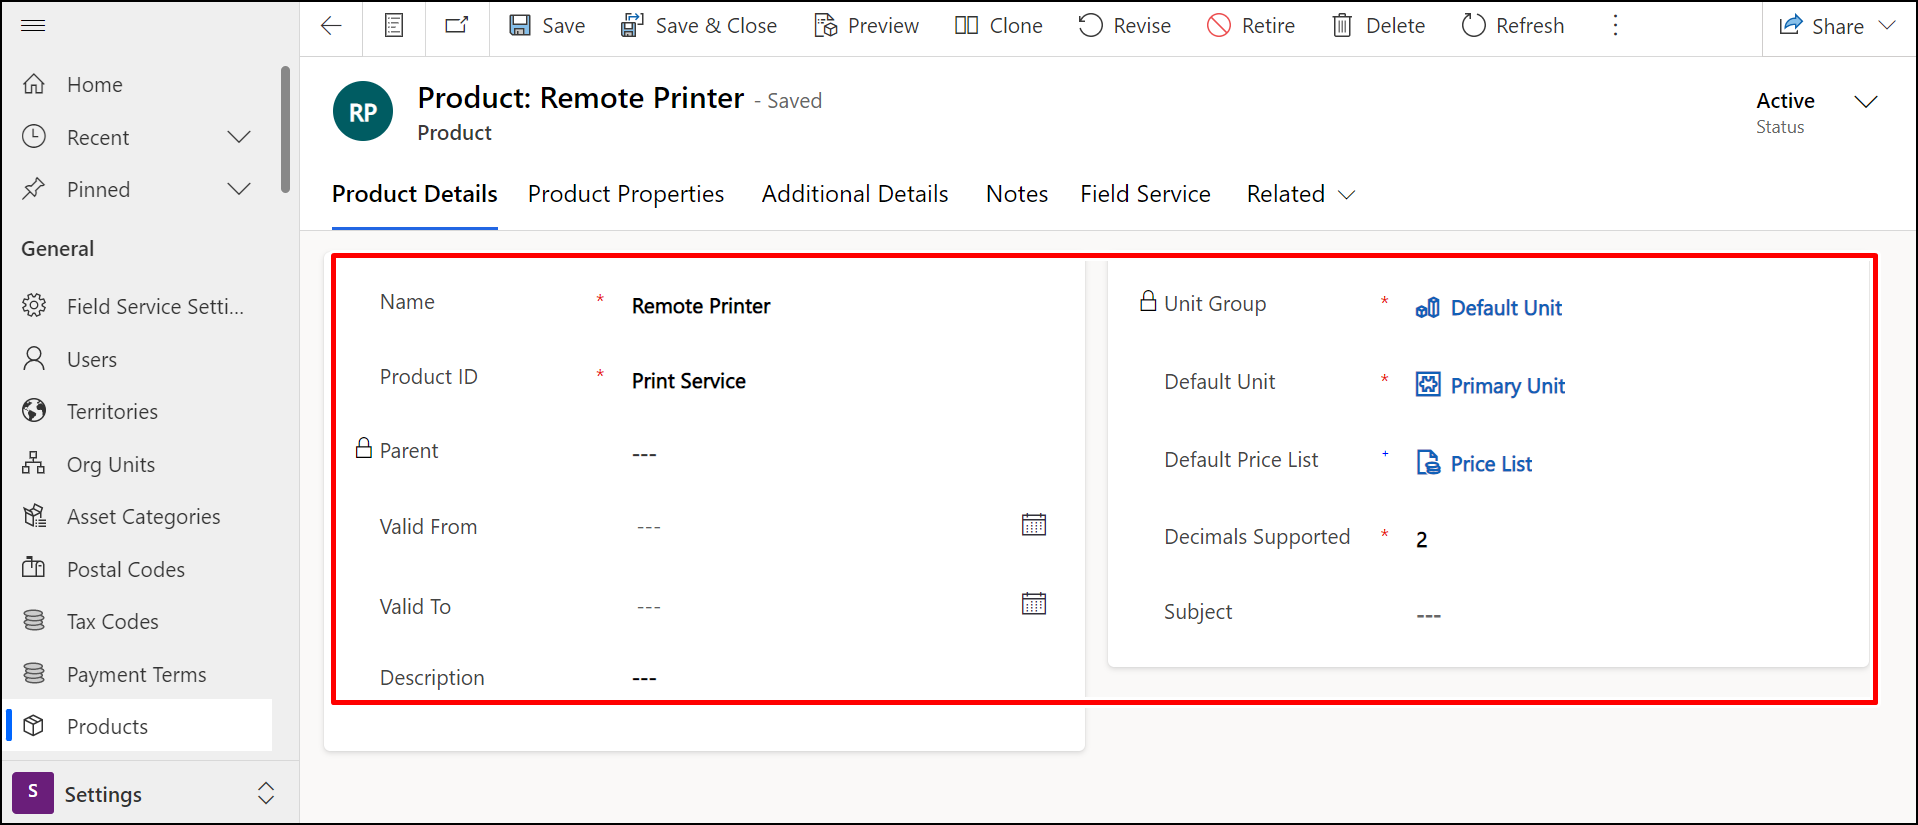 Save
Save & Close
Preview
Clone
Revise
Retire
Delete
Refresh
Share
Home
Recent
Pinned
General
Field Service Setti...
Users
Territories
Org Units
Asset Categories
Postal Codes
Tax Codes
Payment Terms
Products
S Settings
RP
Product: Remote Printer - Saved
Product
Active
Status
Product Details
Product Properties
Additional Details
Notes
Field Service
Related
Name * Remote Printer
Product ID * Print Service
Parent ---
Valid From ---
Valid To ---
Description ---
Unit Group * Default Unit
Default Unit * Primary Unit
Default Price List + Price List
Decimals Supported * 2
Subject ---